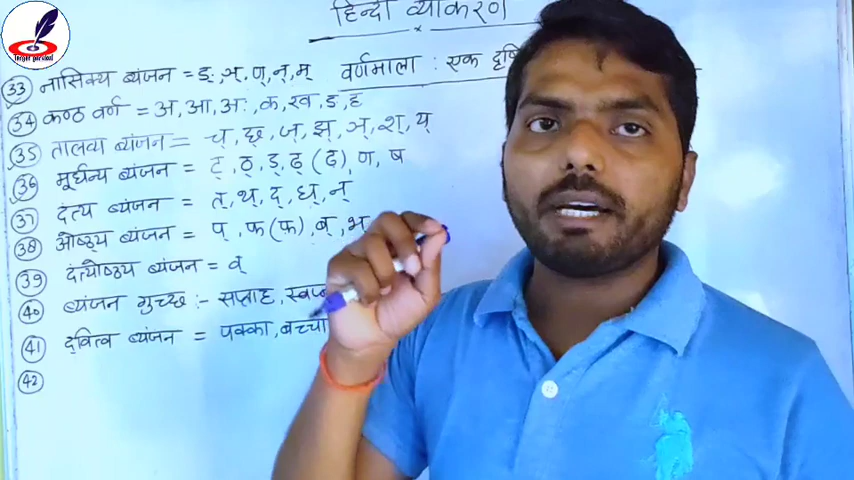 हिन्दी व्याकरण
वर्णमाला : एक
33 नासिक्य व्यंजन = ङ्, ञ्, ण्, न्, म्
34 कण्ठ वर्ण = अ, आ, अः, क, ख, ङ, ह
35 तालव्य व्यंजन = च्, छ्, ज्, झ्, ञ्, श्, य्
36 मूर्धन्य व्यंजन = ट्, ठ्, ड्, ढ् (ढ़), ण, ष
37 दंत्य व्यंजन = त्, थ्, द्, ध्, न्
38 ओष्ठ्य व्यंजन = प्, फ (फ़), ब्, भ्
39 दंत्योष्ठ्य व्यंजन = व्
40 व्यंजन गुच्छ :- सप्ताह,
41 द्वित्व व्यंजन = पक्का, बच्चा
42